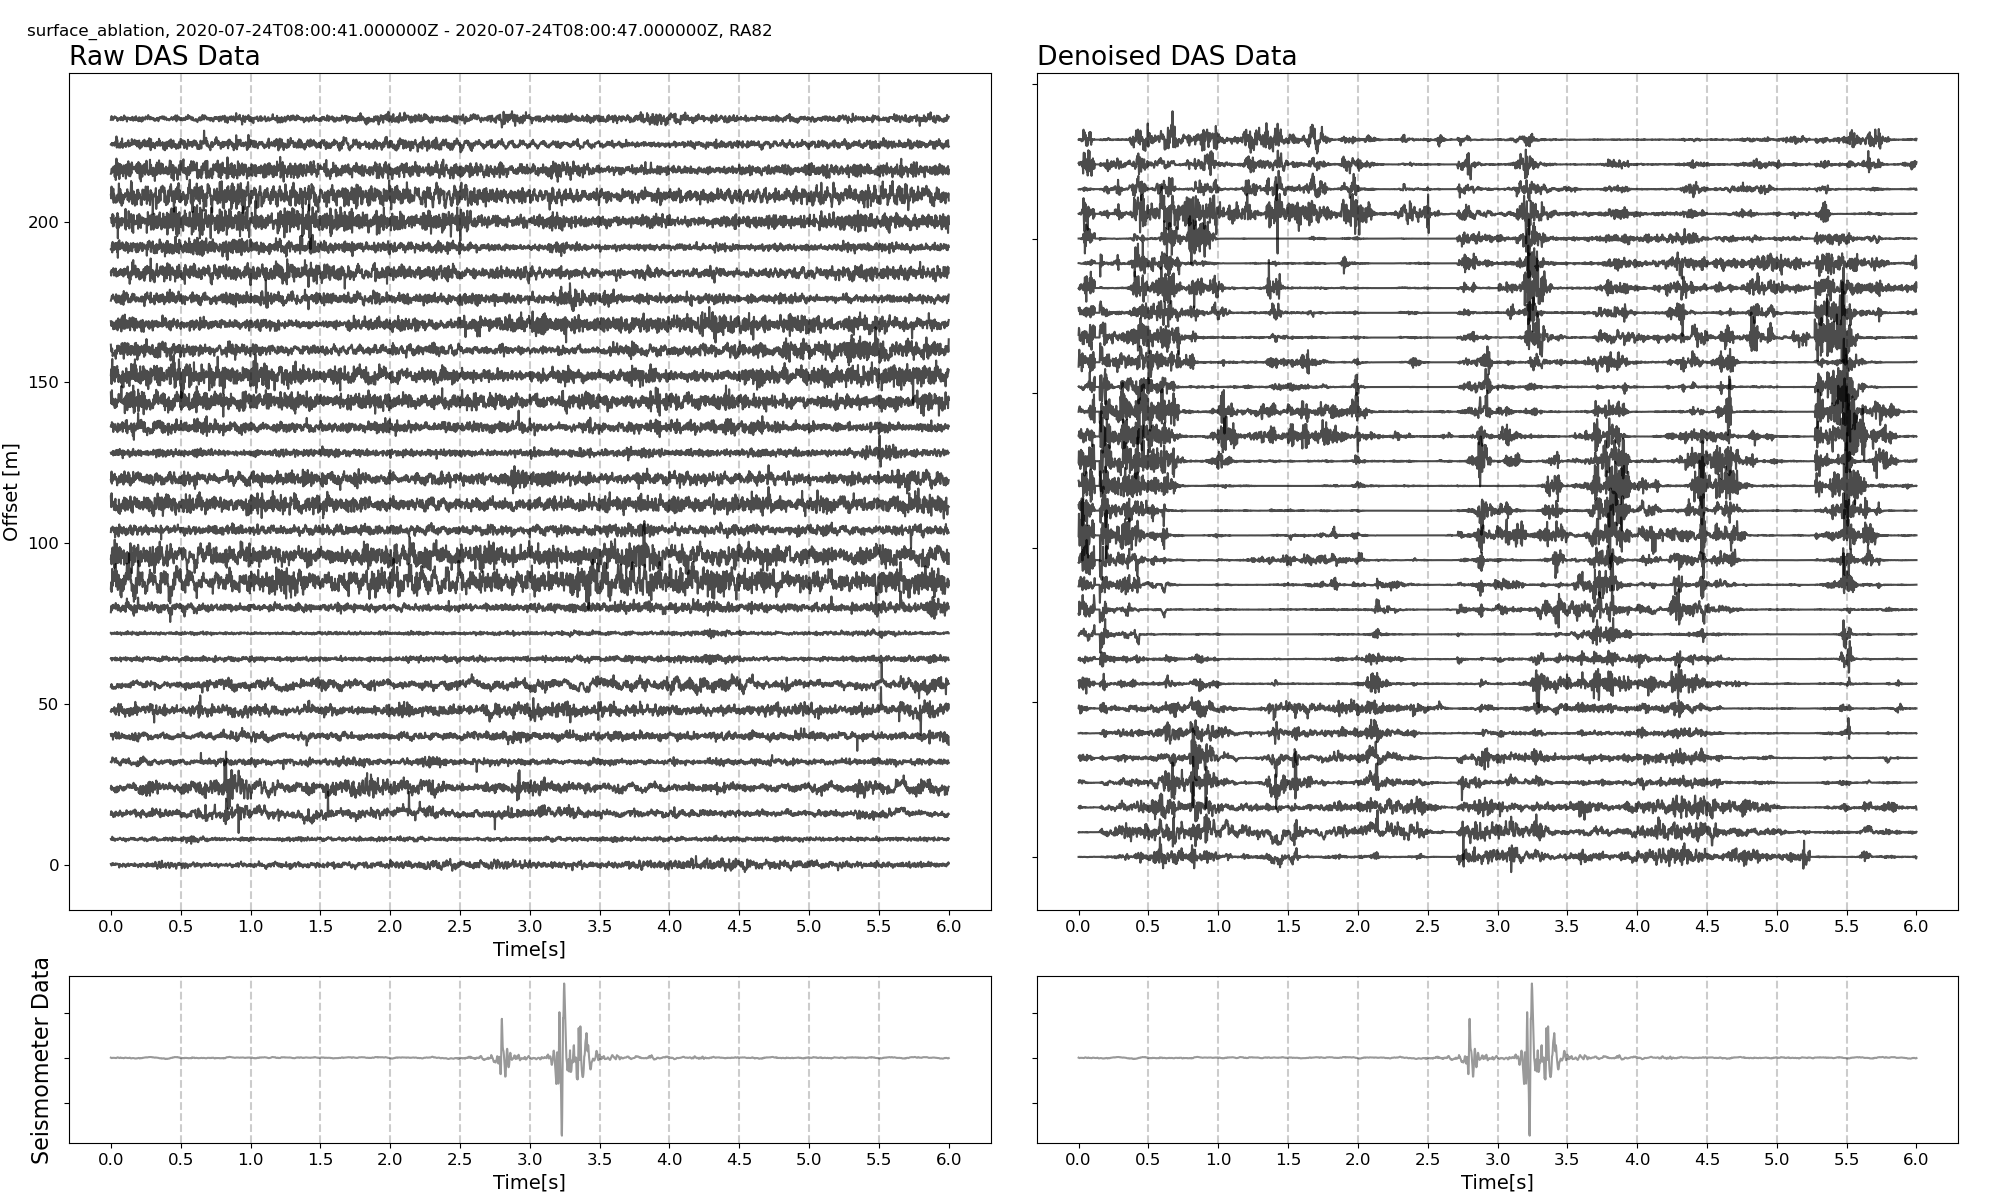 surface_ablation, 2020-07-24T08:00:41.000000Z - 2020-07-24T08:00:47.000000Z, RA82
Raw DAS Data
Denoised DAS Data
Offset [m]
200
150
100
50
0
0.0 0.5 1.0 1.5 2.0 2.5 3.0 3.5 4.0 4.5 5.0 5.5 6.0
Time[s]
0.0 0.5 1.0 1.5 2.0 2.5 3.0 3.5 4.0 4.5 5.0 5.5 6.0
Seismometer Data
0.0 0.5 1.0 1.5 2.0 2.5 3.0 3.5 4.0 4.5 5.0 5.5 6.0
Time[s]
0.0 0.5 1.0 1.5 2.0 2.5 3.0 3.5 4.0 4.5 5.0 5.5 6.0
Time[s]